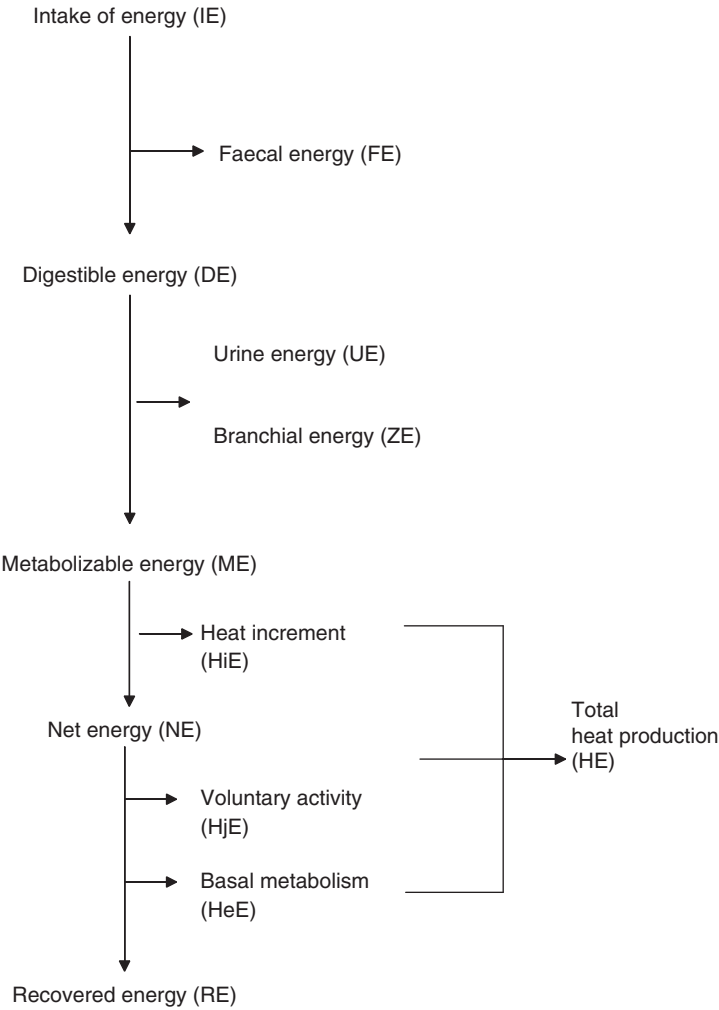 Intake of energy (IE)
Faecal energy (FE)
Digestible energy (DE)
Urine energy (UE)
Branchial energy (ZE)
Metabolizable energy (ME)
Heat increment
(HiE)
Net energy (NE)
Total
heat production
(HE)
Voluntary activity
(HjE)
Basal metabolism
(HeE)
Recovered energy (RE)